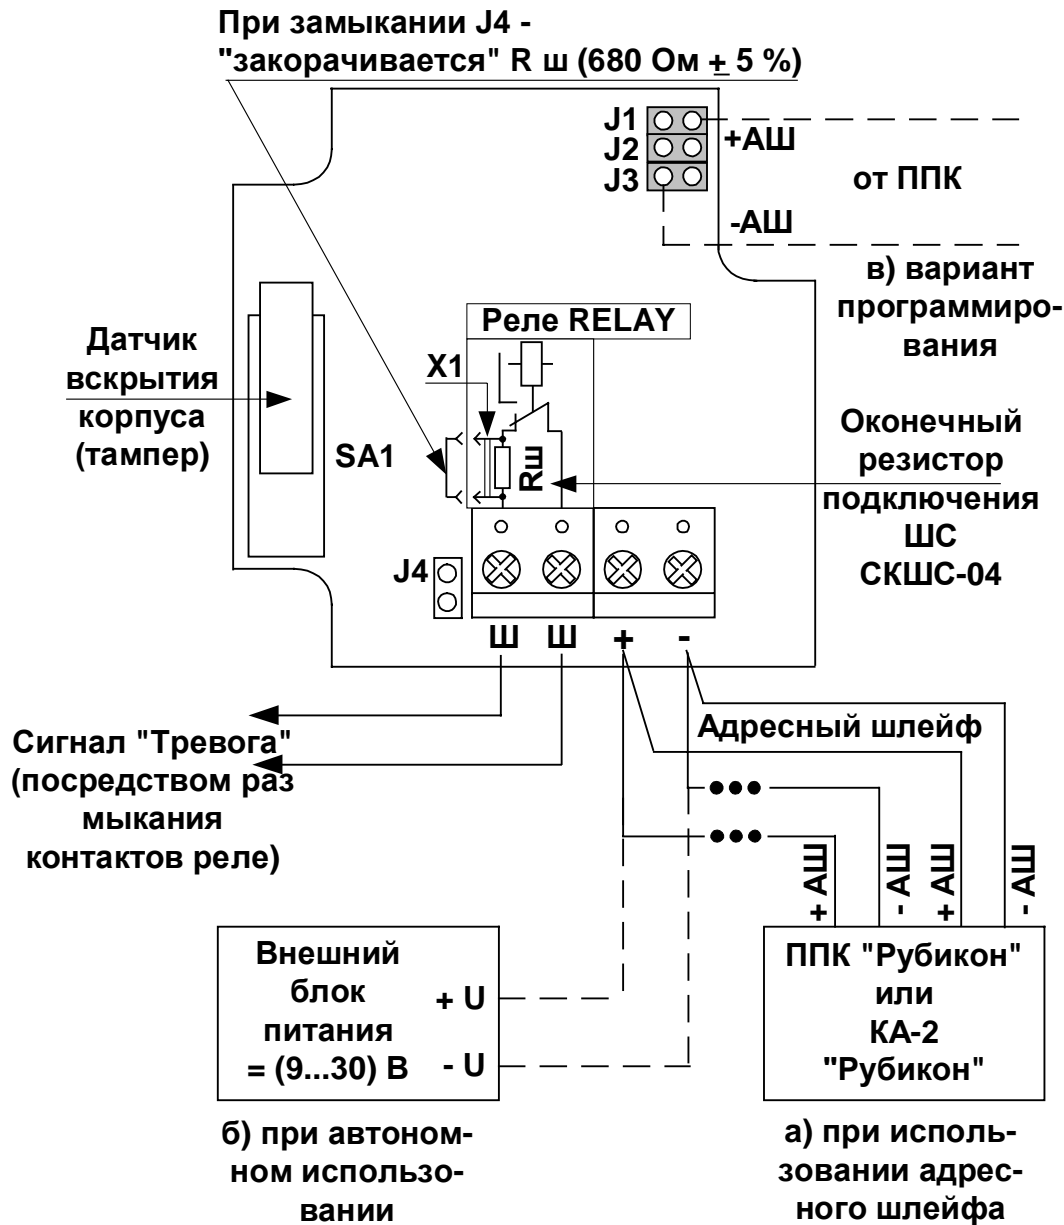 При замыкании J4 -
"закорачивается" R ш (680 Ом ± 5 %)
J1
J2
J3
+АШ
от ППК
-АШ
в) вариант
программиро-
вания
Реле RELAY
Датчик
вскрытия
корпуса
(тампер)
X1
SA1
Rш
Оконечный
резистор
подключения
ШС
СКШС-04
J4
Ш Ш + -
Адресный шлейф
Сигнал "Тревога"
(посредством раз
мыкания
контактов реле)
+ АШ
- АШ
+ АШ
- АШ
Внешний
блок
питания
= (9...30) В
+ U
- U
ППК "Рубикон"
или
КА-2
"Рубикон"
б) при автоном-
ном использо-
вании
а) при исполь-
зовании адрес-
ного шлейфа